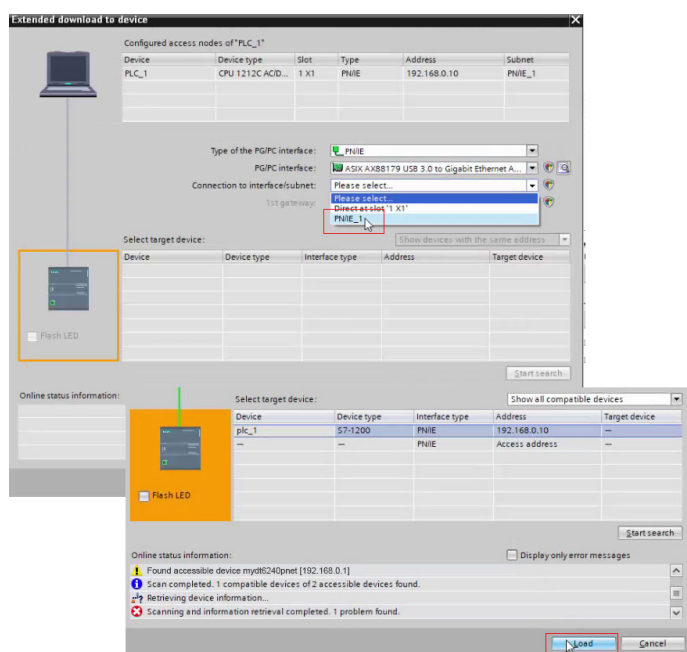 Extended download to device
Configured access nodes of "PLC_1"
Device Device type Slot Type Address Subnet
PLC_1 CPU 1212C AC/D... 1 X1 PN/IE 192.168.0.10 PN/IE_1
Type of the PG/PC interface: PN/IE
PG/PC interface: ASIX AX88179 USB 3.0 to Gigabit Ethernet A...
Connection to interface/subnet: Please select...
Please select...
1st gateway:
Direct at slot '1 X1'
PN/IE_1
Select target device: Show devices with the same address
Device Device type Interface type Address Target device
Flash LED
Start search
Online status information:
Select target device: Show all compatible devices
Device Device type Interface type Address Target device
plc_1 S7-1200 PN/IE 192.168.0.10 —
— — PN/IE Access address —
Flash LED
Start search
Online status information: Display only error messages
Found accessible device mydt6240pnet [192.168.0.1]
Scan completed. 1 compatible devices of 2 accessible devices found.
Retrieving device information...
Scanning and information retrieval completed. 1 problem found.
Load Cancel